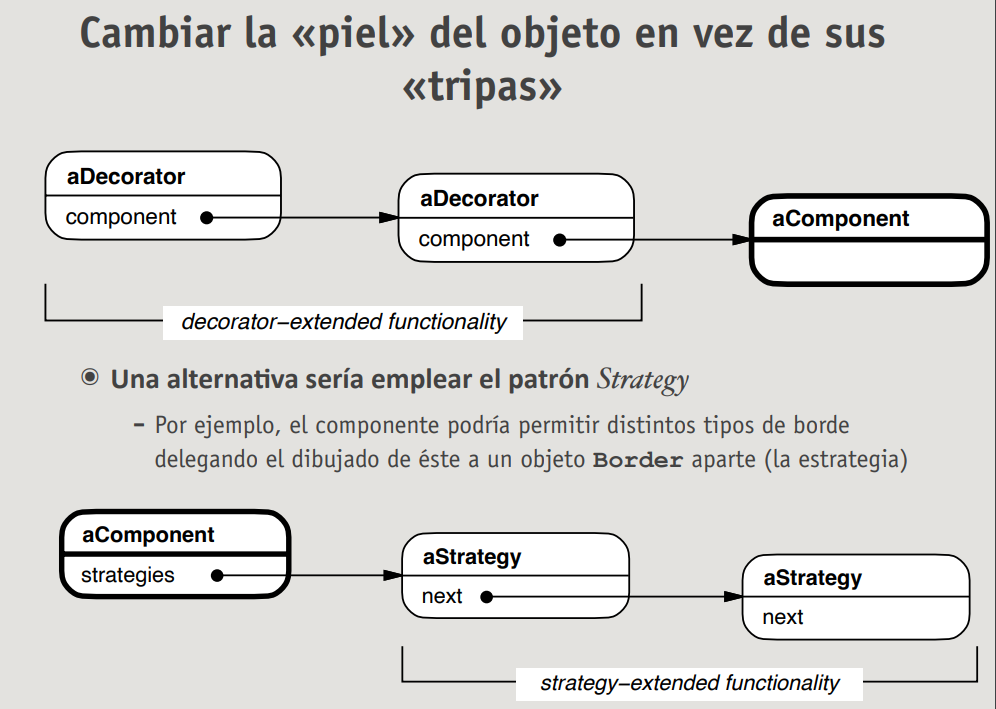 Cambiar la «piel» del objeto en vez de sus
«tripas»
aDecorator
component
aDecorator
component
aComponent
decorator–extended functionality
Una alternativa sería emplear el patrón Strategy
– Por ejemplo, el componente podría permitir distintos tipos de borde
delegando el dibujado de éste a un objeto Border aparte (la estrategia)
aComponent
strategies
aStrategy
next
aStrategy
next
strategy–extended functionality